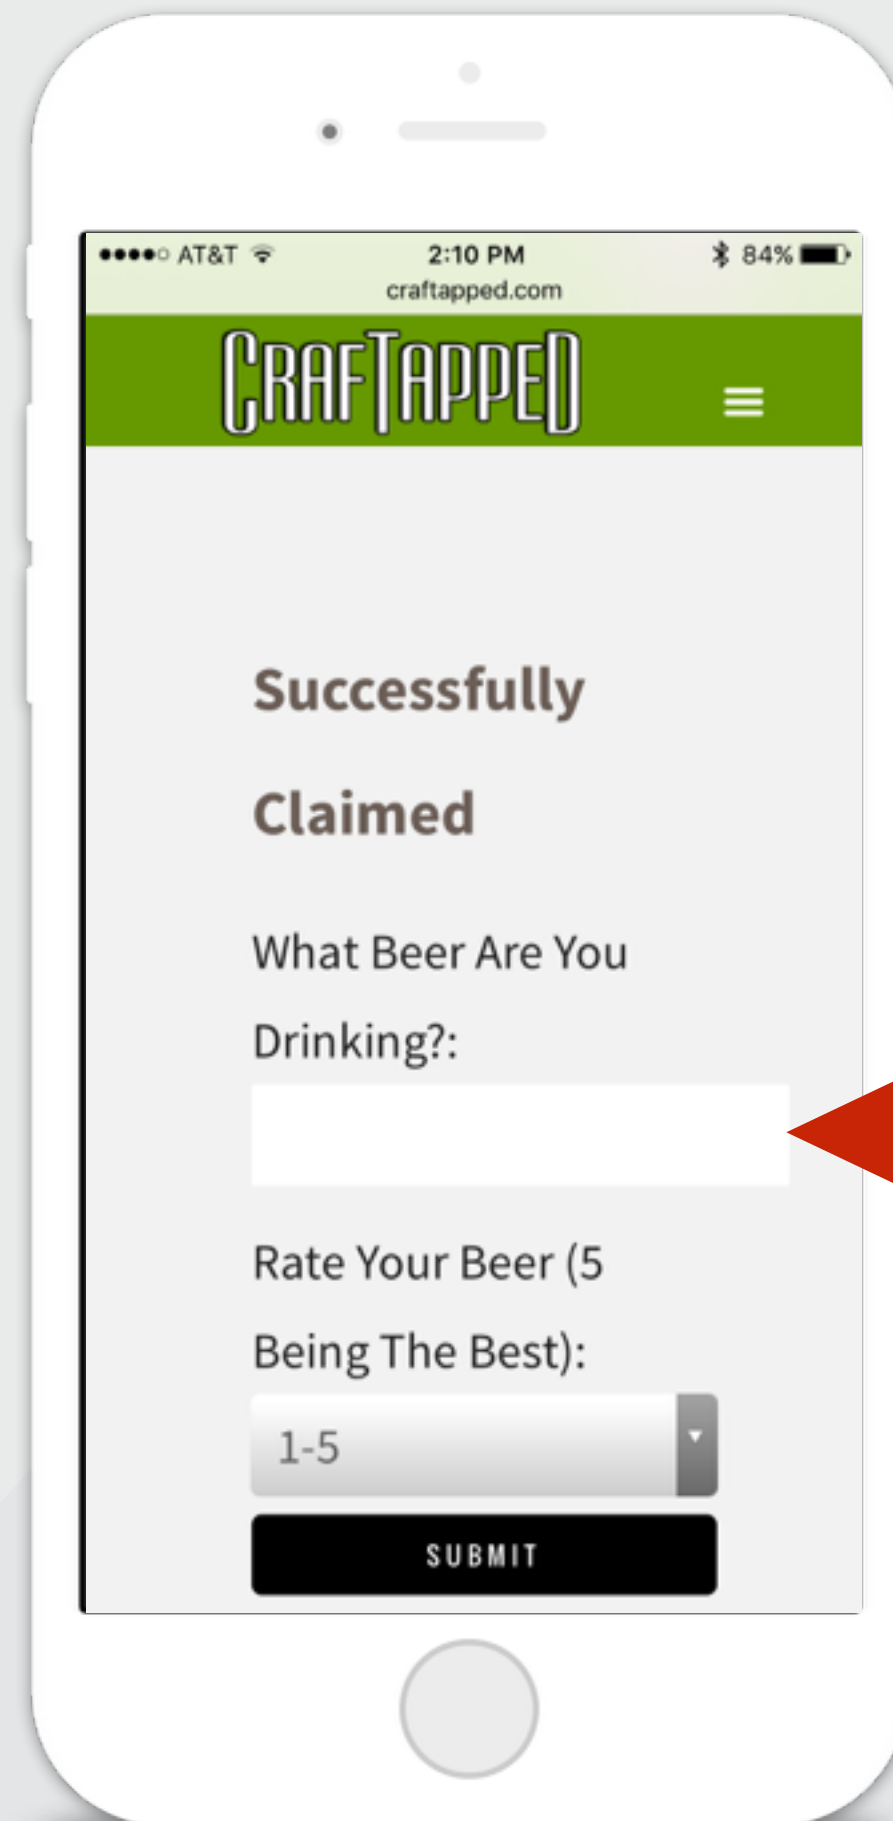 AT&T 2:10 PM 84%
craftapped.com
CRAFTAPPED
Successfully
Claimed
What Beer Are You
Drinking?:
Rate Your Beer (5
Being The Best):
1-5
SUBMIT